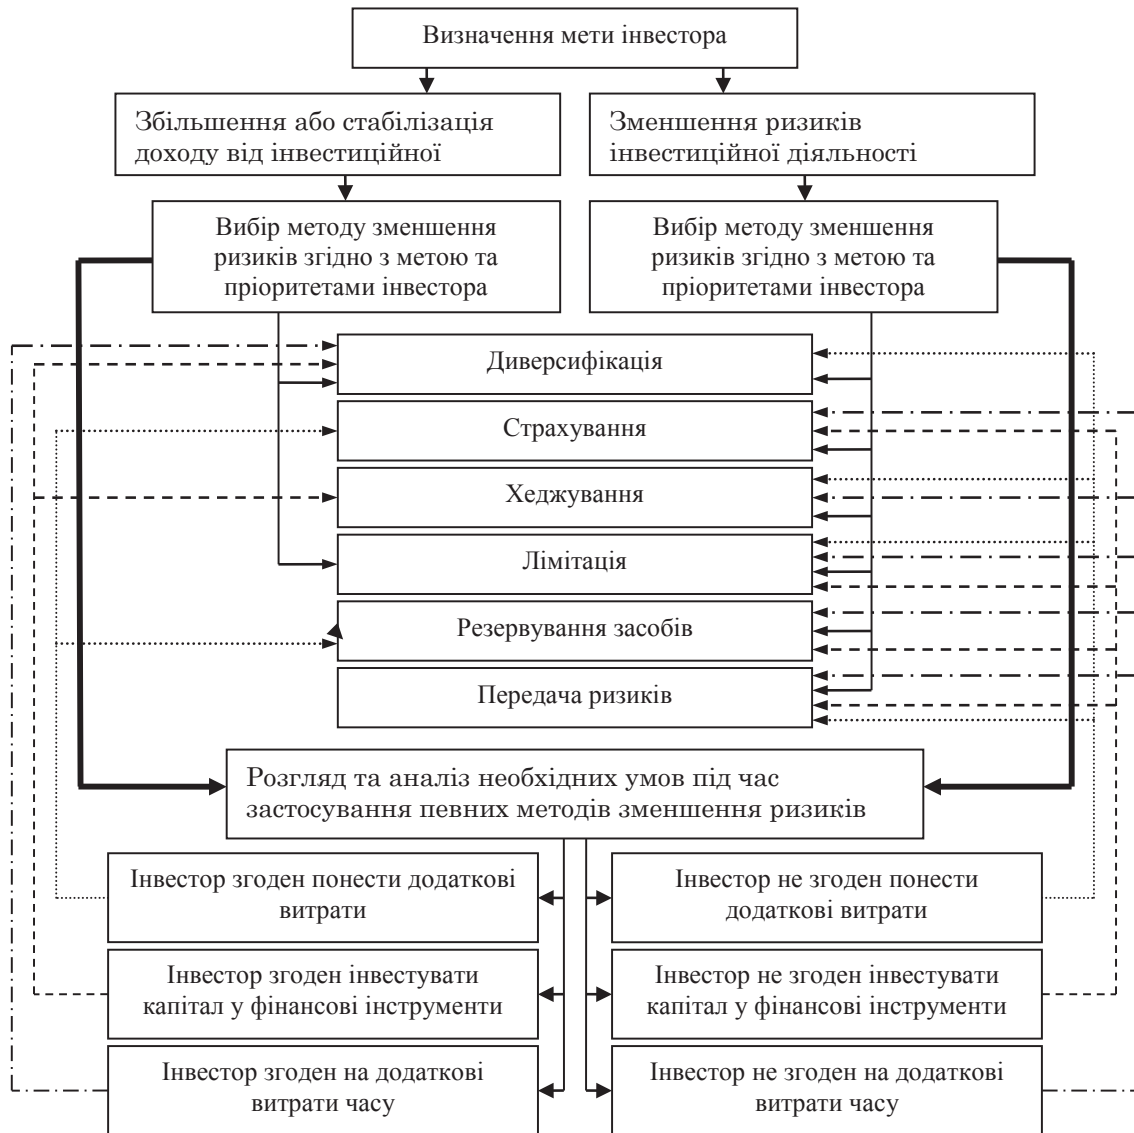 Визначення мети інвестора
Збільшення або стабілізація
доходу від інвестиційної
Зменшення ризиків
інвестиційної діяльності
Вибір методу зменшення
ризиків згідно з метою та
пріоритетами інвестора
Вибір методу зменшення
ризиків згідно з метою та
пріоритетами інвестора
Диверсифікація
Страхування
Хеджування
Лімітація
Резервування засобів
Передача ризиків
Розгляд та аналіз необхідних умов під час
застосування певних методів зменшення ризиків
Інвестор згоден понести додаткові
витрати
Інвестор не згоден понести
додаткові витрати
Інвестор згоден інвестувати
капітал у фінансові інструменти
Інвестор не згоден інвестувати
капітал у фінансові інструменти
Інвестор згоден на додаткові
витрати часу
Інвестор не згоден на додаткові
витрати часу